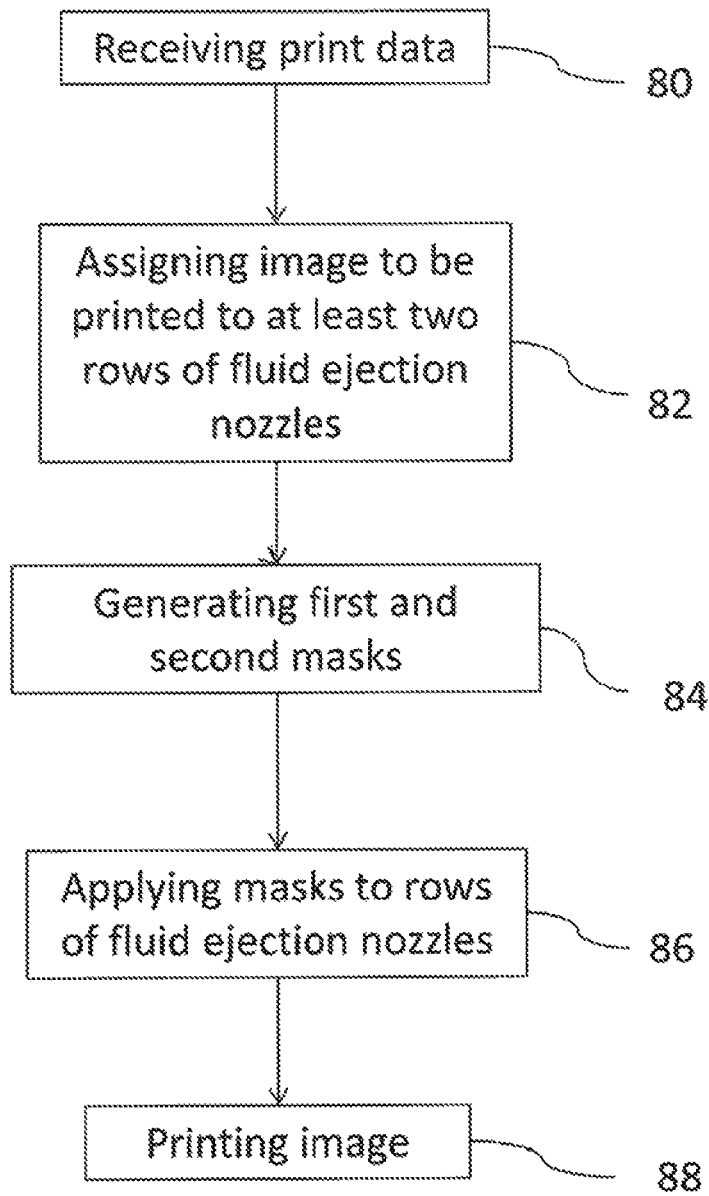 Receiving print data
80
Assigning image to be
printed to at least two
rows of fluid ejection
nozzles
82
Generating first and
second masks
84
Applying masks to rows
of fluid ejection nozzles
86
Printing image
88